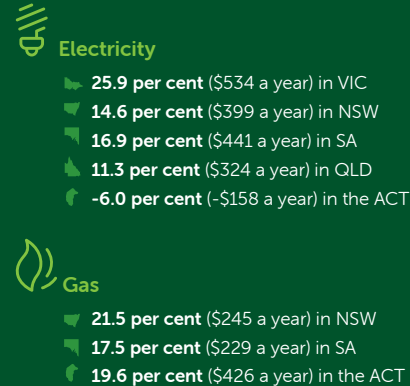 Electricity
25.9 per cent ($534 a year) in VIC
14.6 per cent ($399 a year) in NSW
16.9 per cent ($441 a year) in SA
11.3 per cent ($324 a year) in QLD
-6.0 per cent (-$158 a year) in the ACT
Gas
21.5 per cent ($245 a year) in NSW
17.5 per cent ($229 a year) in SA
19.6 per cent ($426 a year) in the ACT